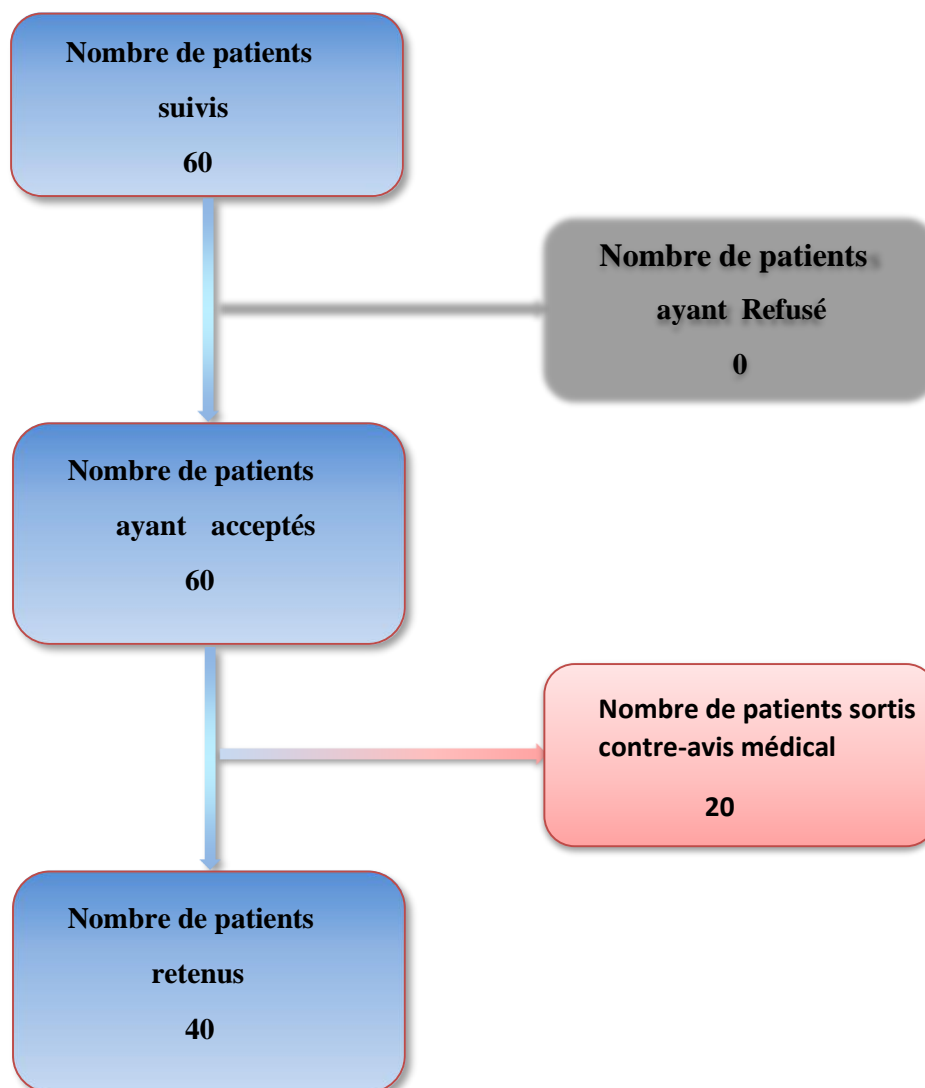 Nombre de patients
suivis
60
Nombre de patients
ayant Refusé
0
Nombre de patients
ayant acceptés
60
Nombre de patients sortis
contre-avis médical
20
Nombre de patients
retenus
40